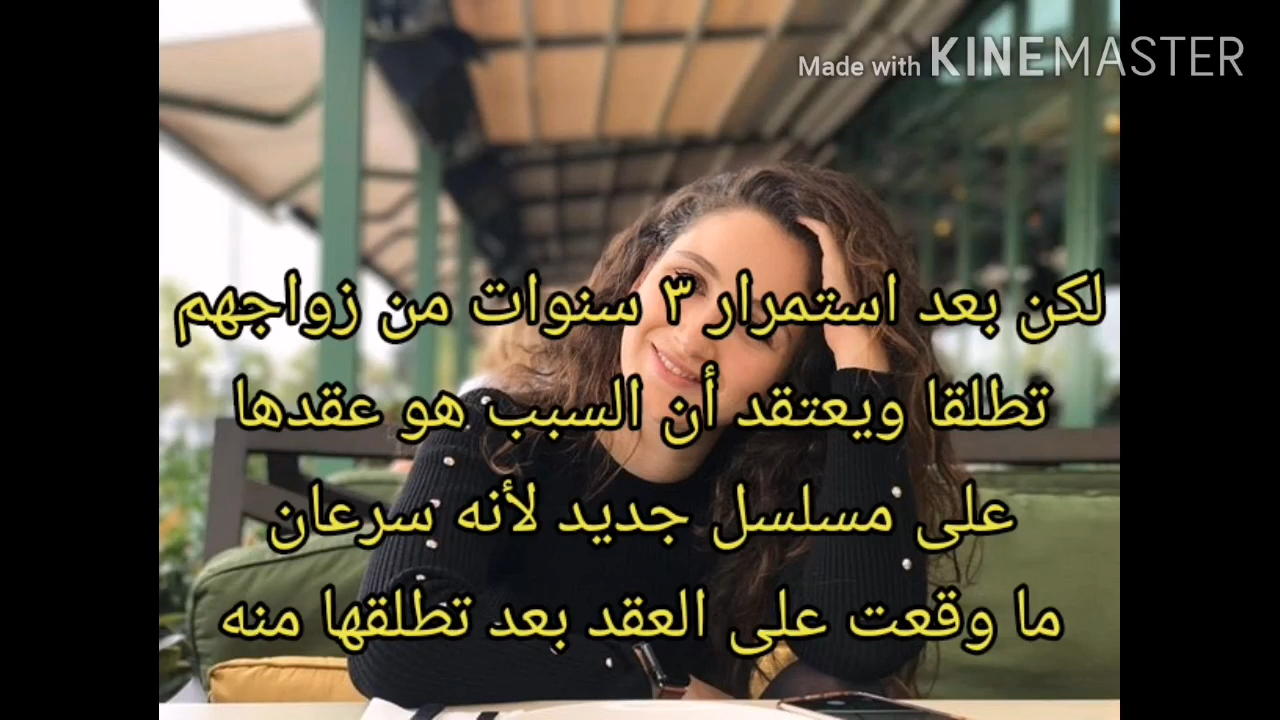 Made with KINEMASTER
لكن بعد استمرار ٣ سنوات من زواجهم
تطلقا ويعتقد أن السبب هو عقدها
على مسلسل جديد لأنه سرعان
ما وقعت على العقد بعد تطلقها منه